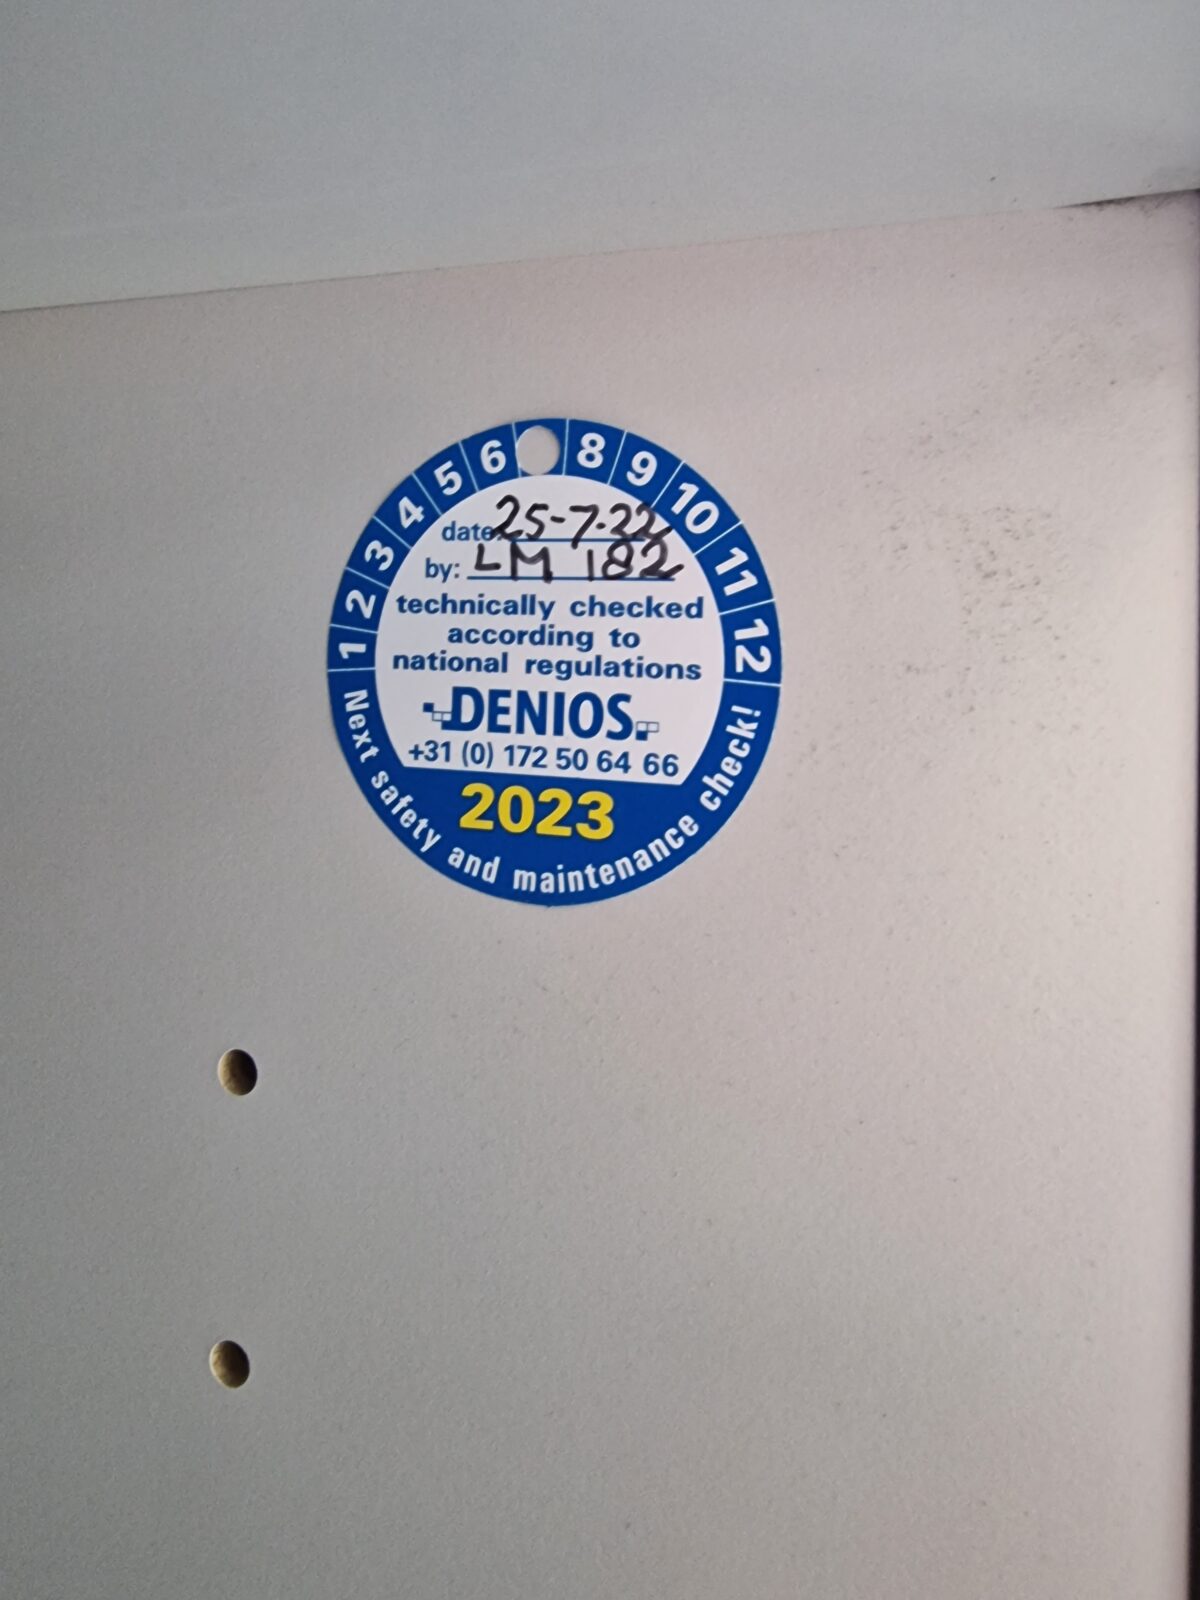 1 2 3 4 5 6 8 9 10 11 12
date: 25-7-22
by: LM 182
technically checked
according to
national regulations
DENIOS
+31 (0) 172 50 64 66
2023
Next safety and maintenance check!